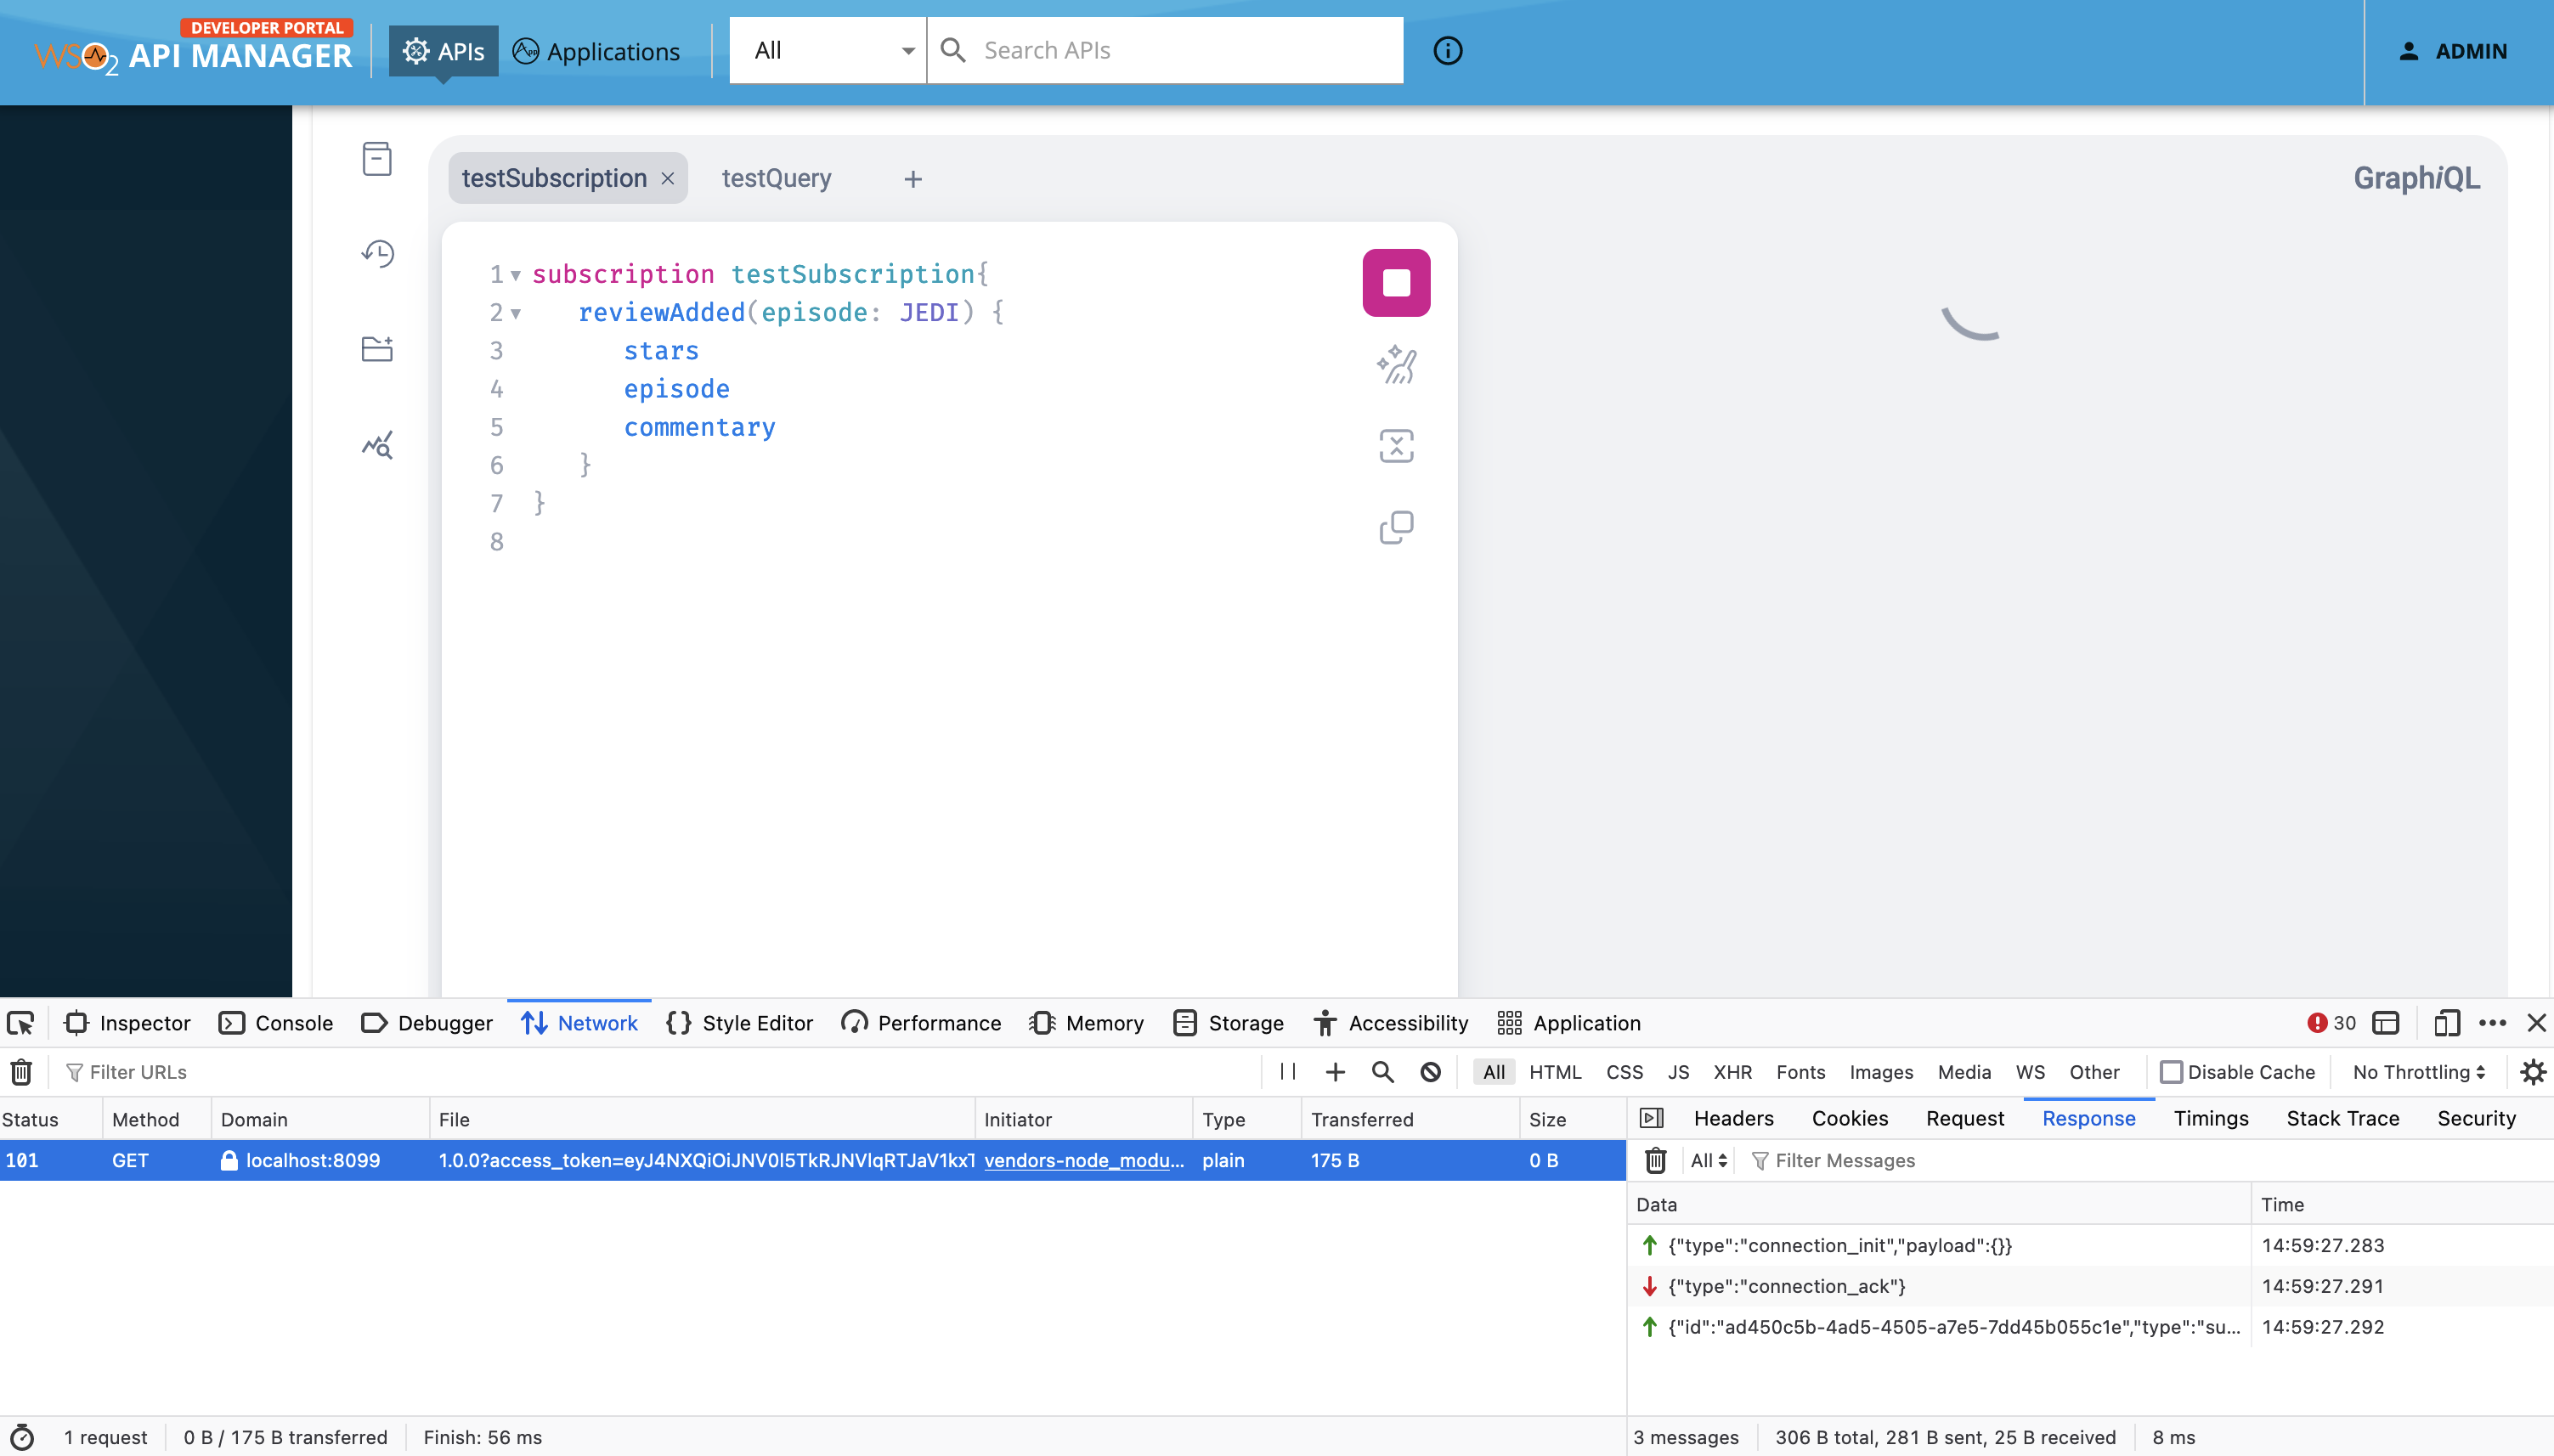 DEVELOPER PORTAL
WSO2 API MANAGER
APIs
Applications
All
Search APIs
ADMIN
testSubscription
testQuery
GraphiQL
1 subscription testSubscription{
2 reviewAdded(episode: JEDI) {
3 stars
4 episode
5 commentary
6 }
7 }
8
Inspector
Console
Debugger
Network
Style Editor
Performance
Memory
Storage
Accessibility
Application
30
Filter URLs
All HTML CSS JS XHR Fonts Images Media WS Other
Disable Cache
No Throttling
Status Method Domain File Initiator Type Transferred Size
101 GET localhost:8099 1.0.0?access_token=eyJ4NXQiOiJNV0l5TkRJNVlqRTJaV1kxT vendors-node_modu... plain 175 B 0 B
Headers Cookies Request Response Timings Stack Trace Security
All
Filter Messages
Data Time
{"type":"connection_init","payload":{}} 14:59:27.283
{"type":"connection_ack"} 14:59:27.291
{"id":"ad450c5b-4ad5-4505-a7e5-7dd45b055c1e","type":"su... 14:59:27.292
1 request
0 B / 175 B transferred
Finish: 56 ms
3 messages
306 B total, 281 B sent, 25 B received
8 ms